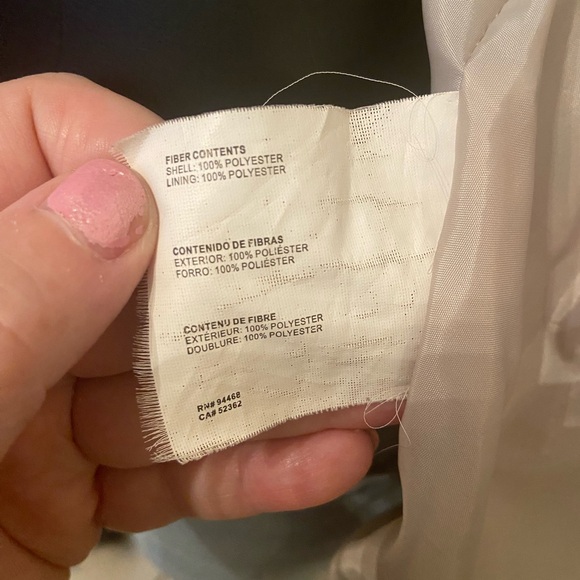 FIBER CONTENTS
SHELL: 100% POLYESTER
LINING: 100% POLYESTER
CONTENIDO DE FIBRAS
EXTERIOR: 100% POLIÉSTER
FORRO: 100% POLIÉSTER
CONTENU DE FIBRE
EXTÉRIEUR: 100% POLYESTER
DOUBLURE: 100% POLYESTER
RN# 94468
CA# 52362